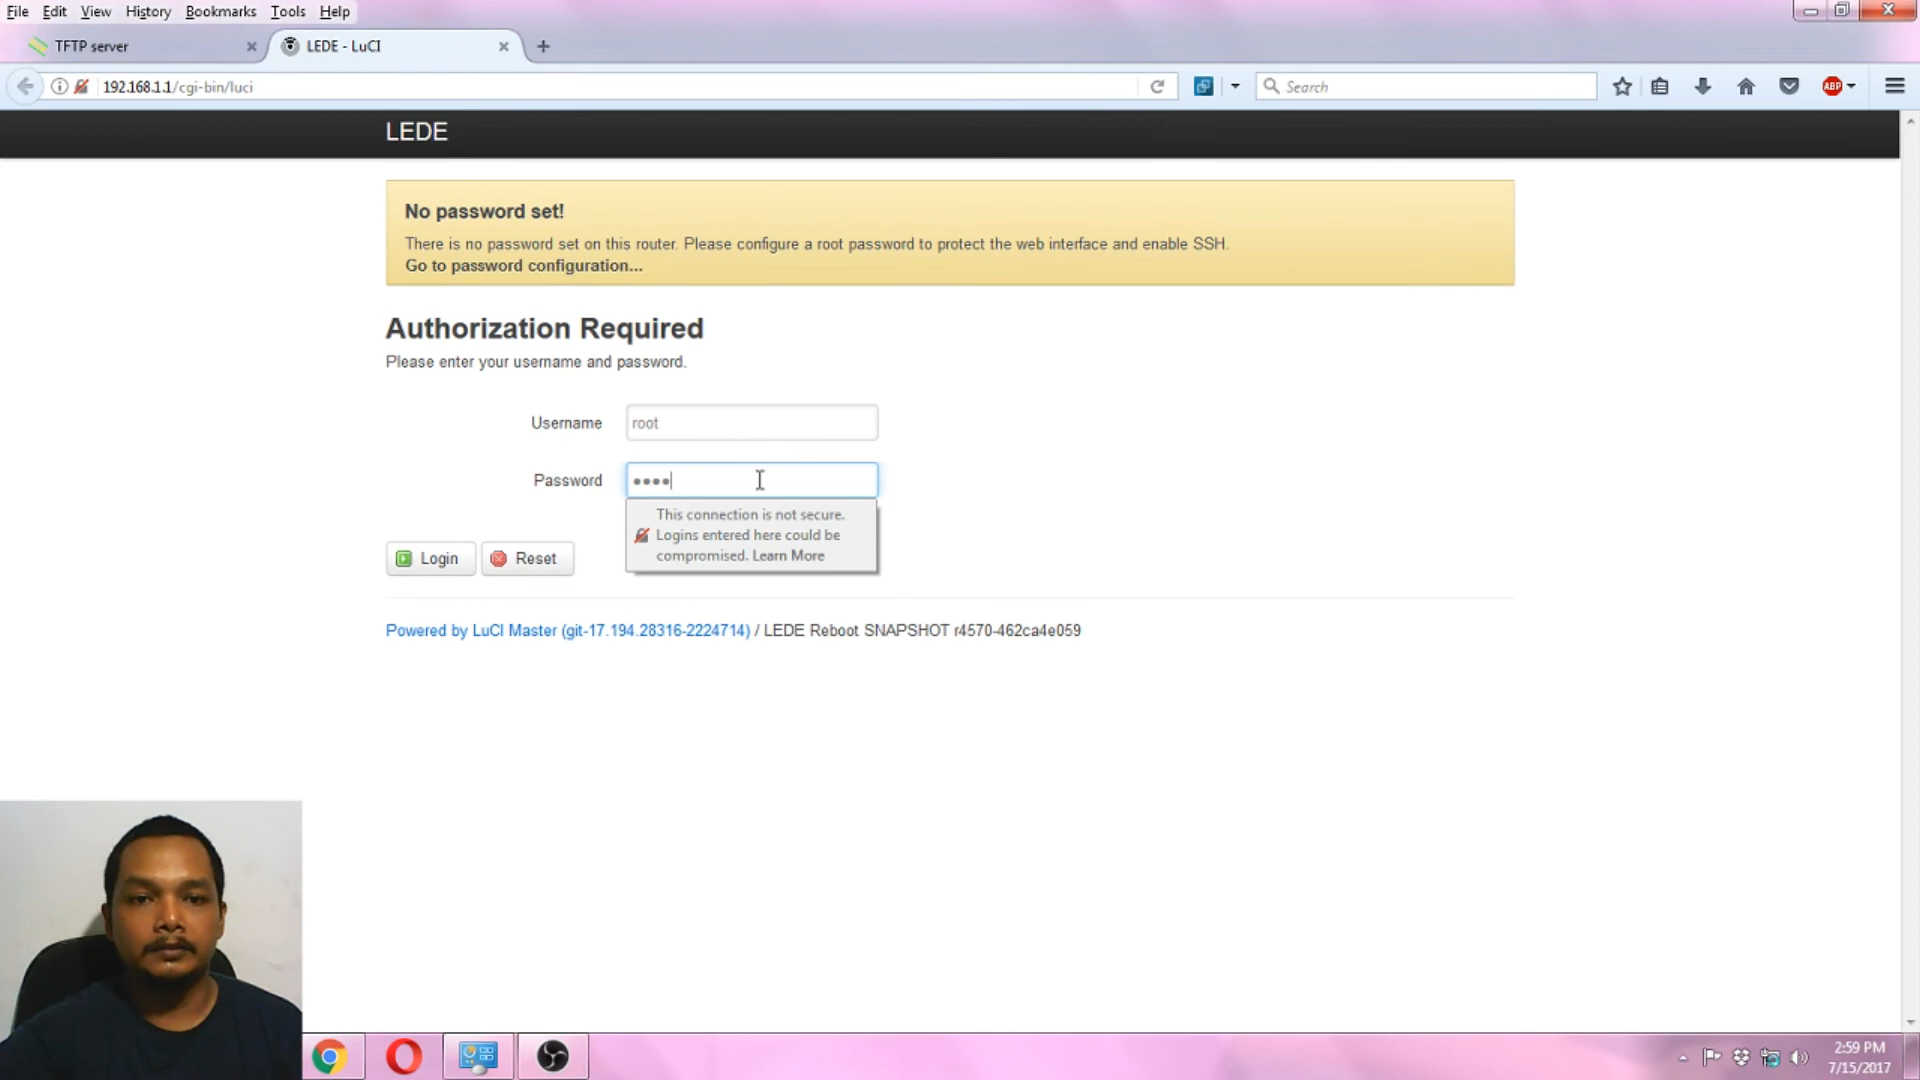 File Edit View History Bookmarks Tools Help
TFTP server
LEDE - LuCI
192.168.1.1/cgi-bin/luci
Search
ABP
LEDE
No password set!
There is no password set on this router. Please configure a root password to protect the web interface and enable SSH.
Go to password configuration...
Authorization Required
Please enter your username and password.
Username root
Password ••••
This connection is not secure.
Logins entered here could be
compromised. Learn More
Login Reset
Powered by LuCI Master (git-17.194.28316-2224714) / LEDE Reboot SNAPSHOT r4570-462ca4e059
2:59 PM
7/15/2017